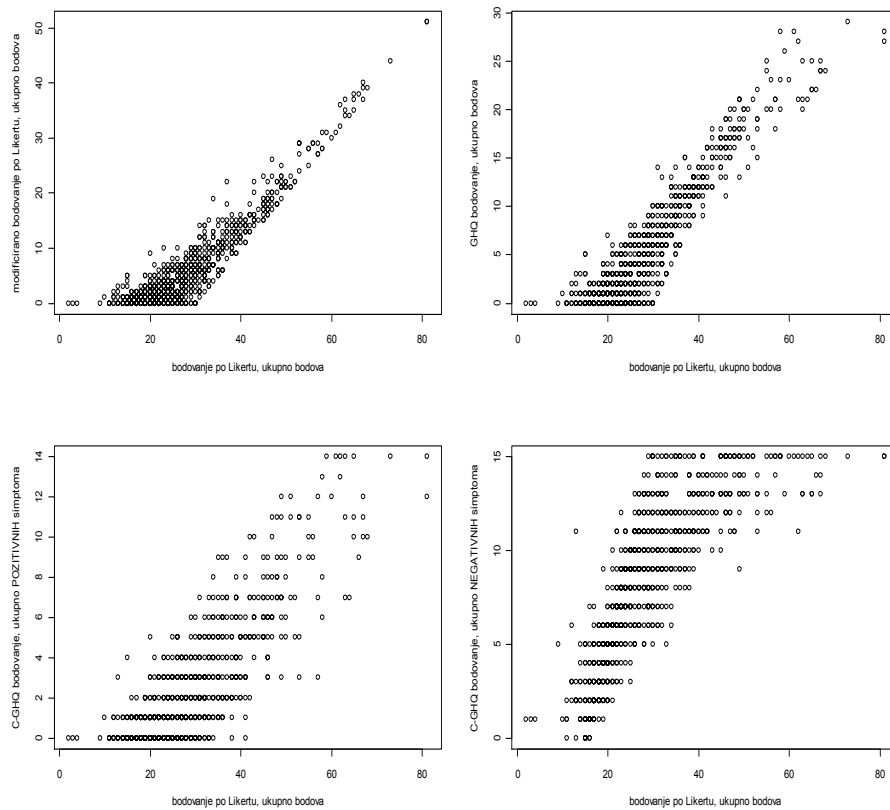 modificirano bodovanje po Likertu, ukupno bodova
0 10 20 30 40 50
0 20 40 60 80
bodovanje po Likertu, ukupno bodova
GHQ bodovanje, ukupno bodova
0 5 10 15 20 25 30
0 20 40 60 80
bodovanje po Likertu, ukupno bodova
C-GHQ bodovanje, ukupno POZITIVNIH simptoma
0 2 4 6 8 10 12 14
0 20 40 60 80
bodovanje po Likertu, ukupno bodova
C-GHQ bodovanje, ukupno NEGATIVNIH simptoma
0 5 10 15
0 20 40 60 80
bodovanje po Likertu, ukupno bodova